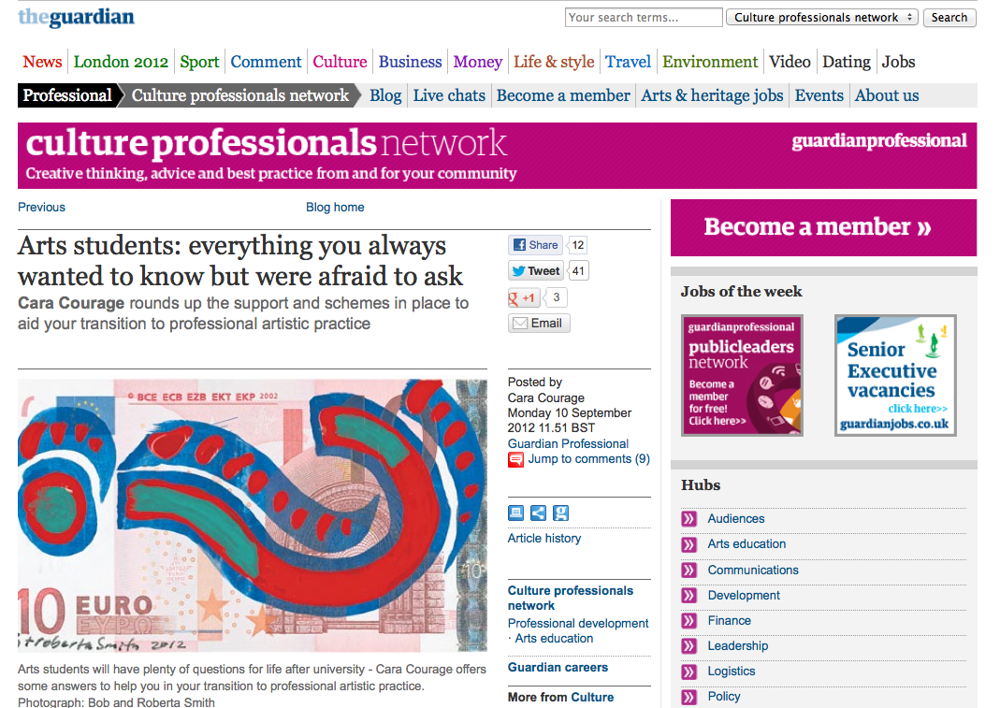 theguardian
Your search terms...
Culture professionals network
Search
News London 2012 Sport Comment Culture Business Money Life & style Travel Environment Video Dating Jobs
Professional Culture professionals network Blog Live chats Become a member Arts & heritage jobs Events About us
cultureprofessionalsnetwork
guardianprofessional
Creative thinking, advice and best practice from and for your community
Previous
Blog home
Arts students: everything you always
wanted to know but were afraid to ask
Cara Courage rounds up the support and schemes in place to
aid your transition to professional artistic practice
Share 12
Tweet 41
+1 3
Email
© BCE ECB EZB EKT EKP 2002
10 EURO
EYPO
10
troberta Smith 2012
Arts students will have plenty of questions for life after university - Cara Courage offers
some answers to help you in your transition to professional artistic practice.
Photograph: Bob and Roberta Smith
Posted by
Cara Courage
Monday 10 September
2012 11.51 BST
Guardian Professional
Jump to comments (9)
Article history
Culture professionals
network
Professional development
· Arts education
Guardian careers
More from Culture
Become a member »
Jobs of the week
guardianprofessional
publicleaders
network
Become a
member
for free!
Click here>>
Senior
Executive
vacancies
click here>>
guardianjobs.co.uk
Hubs
Audiences
Arts education
Communications
Development
Finance
Leadership
Logistics
Policy